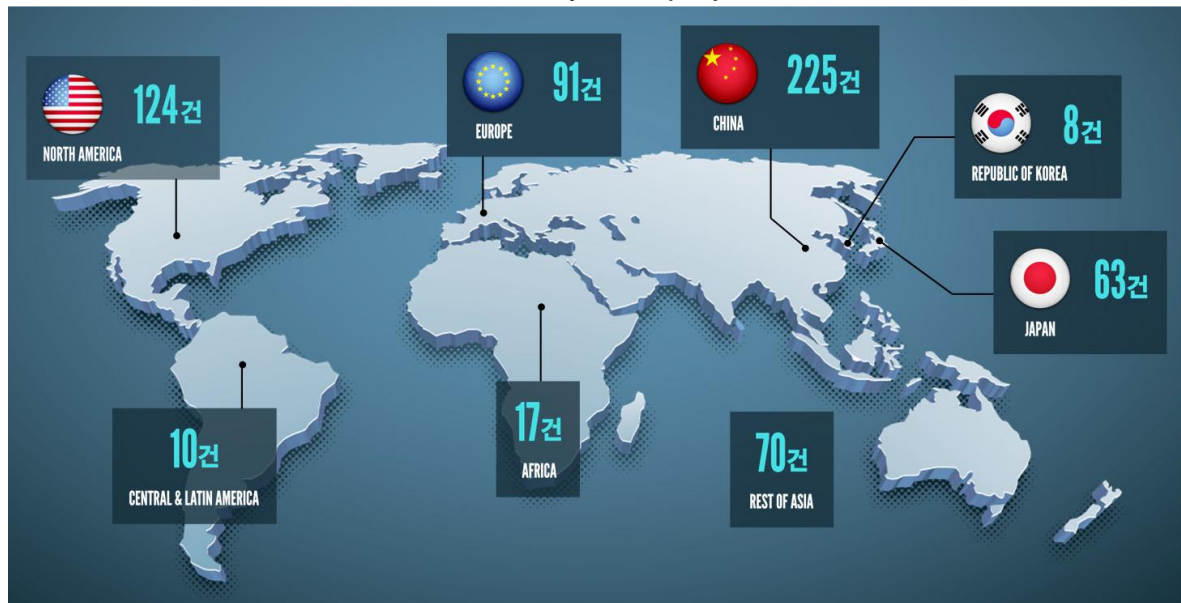 124건
NORTH AMERICA
91건
EUROPE
225건
CHINA
8건
REPUBLIC OF KOREA
63건
JAPAN
10건
CENTRAL & LATIN AMERICA
17건
AFRICA
70건
REST OF ASIA